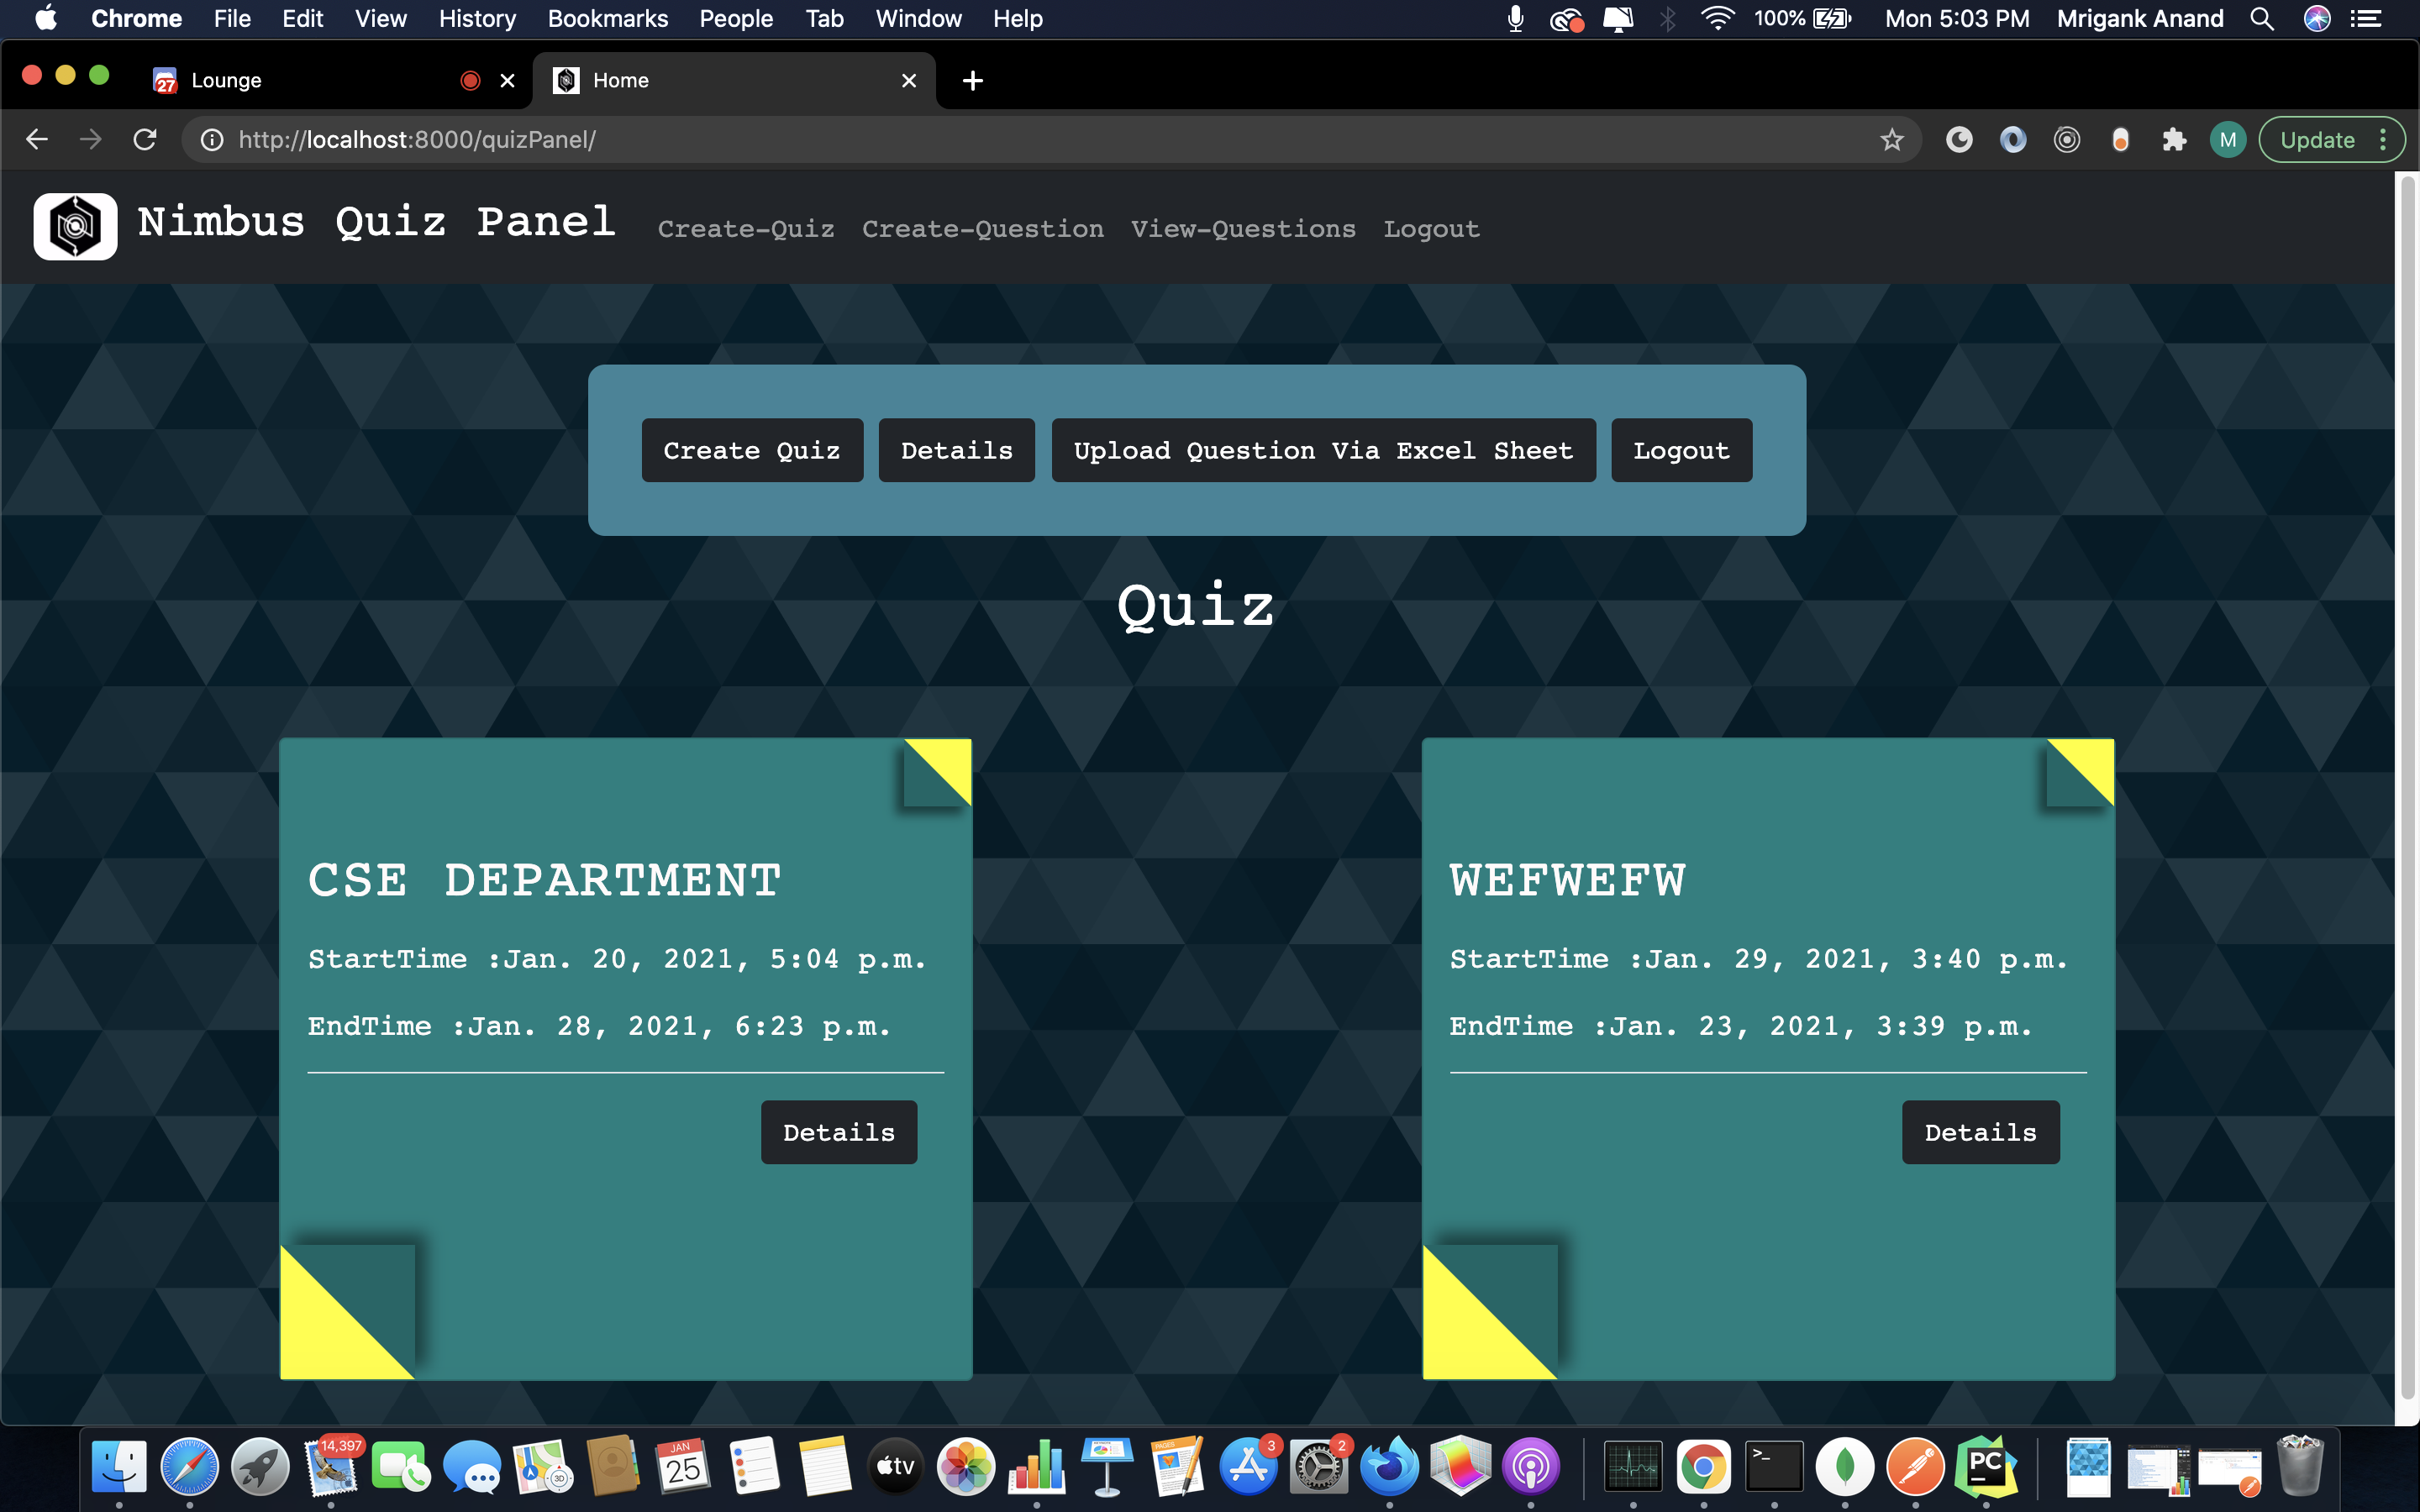 Chrome File Edit View History Bookmarks People Tab Window Help 100% Mon 5:03 PM Mrigank Anand
27 Lounge Home
http://localhost:8000/quizPanel/ M Update
Nimbus Quiz Panel Create-Quiz Create-Question View-Questions Logout
Create Quiz Details Upload Question Via Excel Sheet Logout
Quiz
CSE DEPARTMENT
StartTime :Jan. 20, 2021, 5:04 p.m.
EndTime :Jan. 28, 2021, 6:23 p.m.
Details
WEFWEFW
StartTime :Jan. 29, 2021, 3:40 p.m.
EndTime :Jan. 23, 2021, 3:39 p.m.
Details
14,397 3D JAN 25 tv PAGES 3 2 >_ PC